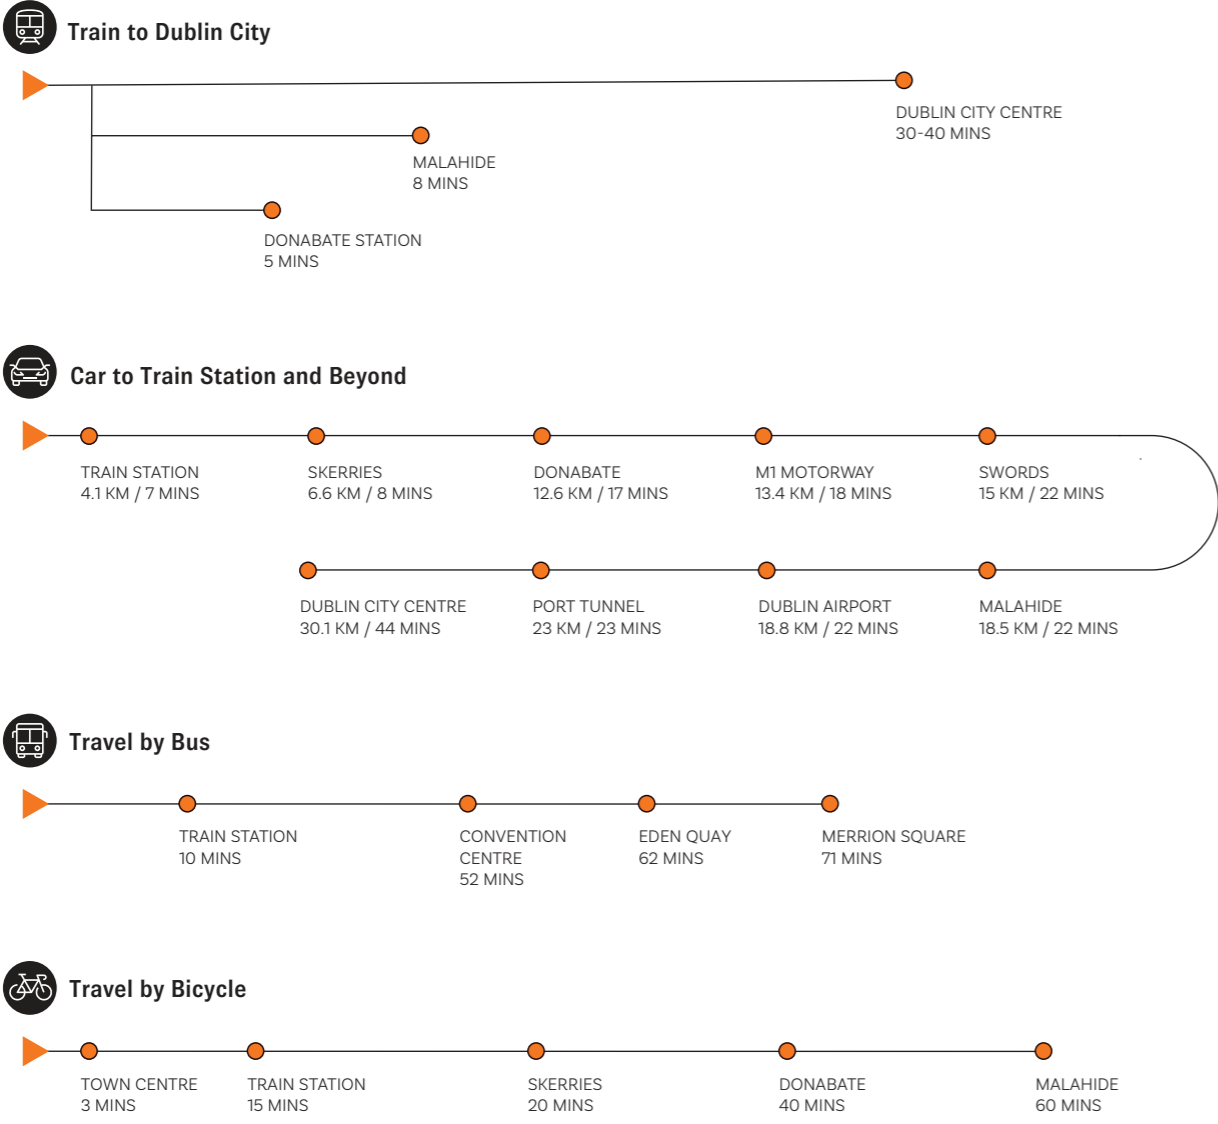 Train to Dublin City
DUBLIN CITY CENTRE
30-40 MINS
MALAHIDE
8 MINS
DONABATE STATION
5 MINS
Car to Train Station and Beyond
TRAIN STATION
4.1 KM / 7 MINS
SKERRIES
6.6 KM / 8 MINS
DONABATE
12.6 KM / 17 MINS
M1 MOTORWAY
13.4 KM / 18 MINS
SWORDS
15 KM / 22 MINS
DUBLIN CITY CENTRE
30.1 KM / 44 MINS
PORT TUNNEL
23 KM / 23 MINS
DUBLIN AIRPORT
18.8 KM / 22 MINS
MALAHIDE
18.5 KM / 22 MINS
Travel by Bus
TRAIN STATION
10 MINS
CONVENTION
CENTRE
52 MINS
EDEN QUAY
62 MINS
MERRION SQUARE
71 MINS
Travel by Bicycle
TOWN CENTRE
3 MINS
TRAIN STATION
15 MINS
SKERRIES
20 MINS
DONABATE
40 MINS
MALAHIDE
60 MINS